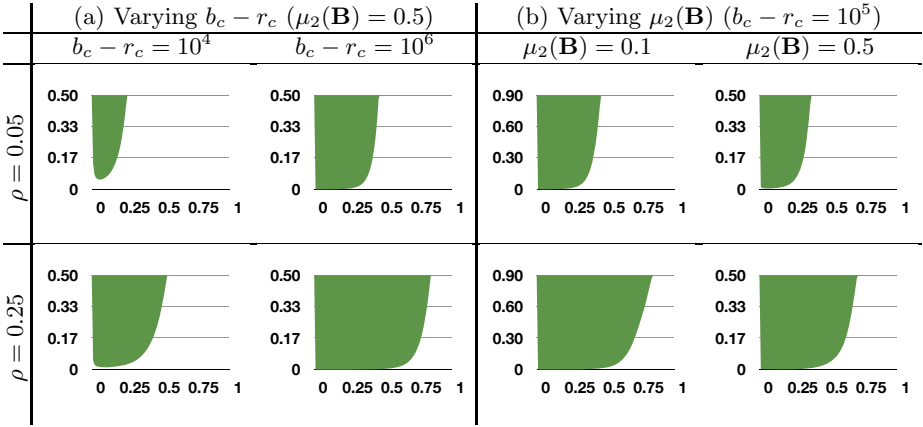 (a) Varying b_c − r_c (μ_2(B) = 0.5) (b) Varying μ_2(B) (b_c − r_c = 10^5)
b_c − r_c = 10^4 b_c − r_c = 10^6 μ_2(B) = 0.1 μ_2(B) = 0.5
ρ = 0.05
0.50 0.50 0.90 0.50
0.33 0.33 0.60 0.33
0.17 0.17 0.30 0.17
0 0 0 0
0 0.25 0.5 0.75 1 0 0.25 0.5 0.75 1 0 0.25 0.5 0.75 1 0 0.25 0.5 0.75 1
ρ = 0.25
0.50 0.50 0.90 0.50
0.33 0.33 0.60 0.33
0.17 0.17 0.30 0.17
0 0 0 0
0 0.25 0.5 0.75 1 0 0.25 0.5 0.75 1 0 0.25 0.5 0.75 1 0 0.25 0.5 0.75 1